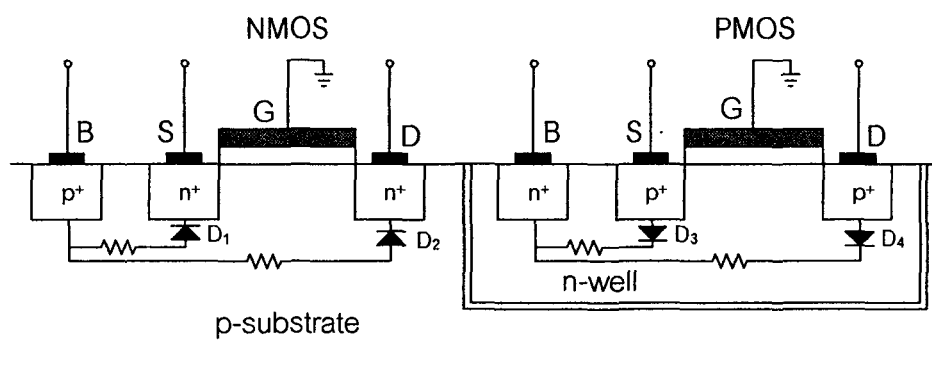 NMOS PMOS
B S G D B S G D
p⁺ n⁺ n⁺ n⁺ p⁺ p⁺
D₁ D₂ D₃ D₄
n-well
p-substrate